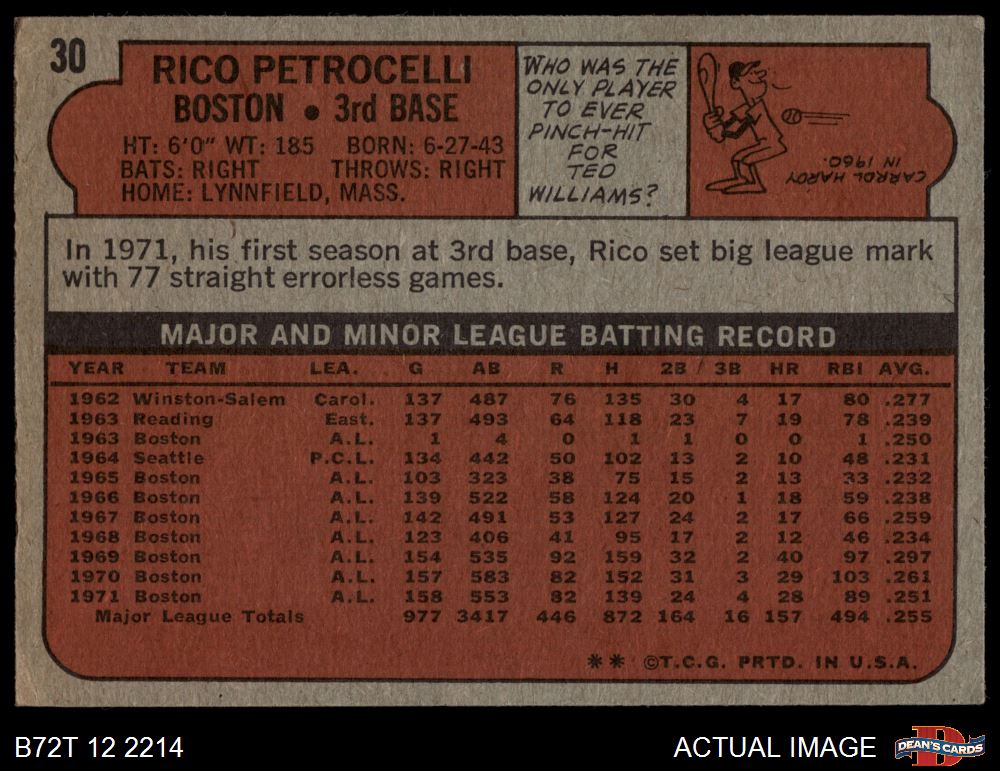 30
RICO PETROCELLI
BOSTON • 3rd BASE
HT: 6'0" WT: 185 BORN: 6-27-43
BATS: RIGHT THROWS: RIGHT
HOME: LYNNFIELD, MASS.
WHO WAS THE
ONLY PLAYER
TO EVER
PINCH-HIT
FOR
TED
WILLIAMS?
CARROL HARDY
IN 1960.
In 1971, his first season at 3rd base, Rico set big league mark
with 77 straight errorless games.
MAJOR AND MINOR LEAGUE BATTING RECORD
YEAR TEAM LEA. G AB R H 2B 3B HR RBI AVG.
1962 Winston-Salem Carol. 137 487 76 135 30 4 17 80 .277
1963 Reading East. 137 493 64 118 23 7 19 78 .239
1963 Boston A.L. 1 4 0 1 1 0 0 1 .250
1964 Seattle P.C.L. 134 442 50 102 13 2 10 48 .231
1965 Boston A.L. 103 323 38 75 15 2 13 33 .232
1966 Boston A.L. 139 522 58 124 20 1 18 59 .238
1967 Boston A.L. 142 491 53 127 24 2 17 66 .259
1968 Boston A.L. 123 406 41 95 17 2 12 46 .234
1969 Boston A.L. 154 535 92 159 32 2 40 97 .297
1970 Boston A.L. 157 583 82 152 31 3 29 103 .261
1971 Boston A.L. 158 553 82 139 24 4 28 89 .251
Major League Totals 977 3417 446 872 164 16 157 494 .255
** ©T.C.G. PRTD. IN U.S.A.
B72T 12 2214
ACTUAL IMAGE
D
DEAN'S CARDS